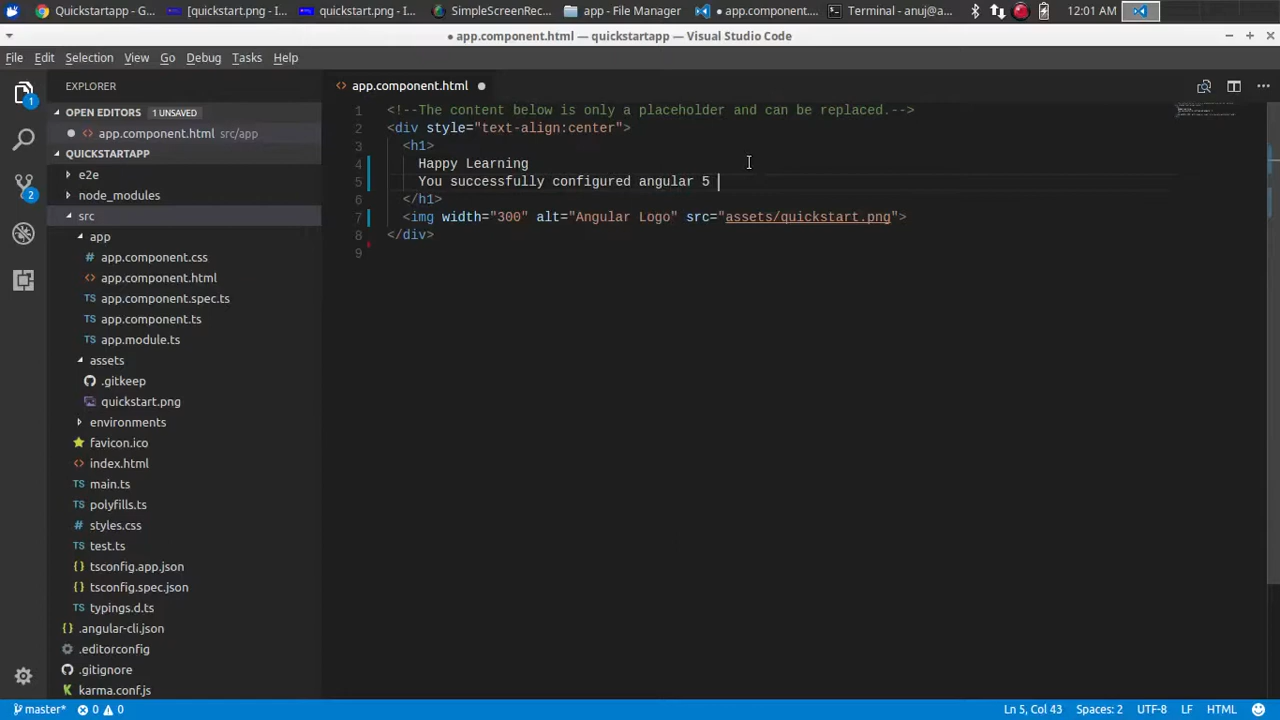 Quickstartapp - G...
[quickstart.png - I...
quickstart.png - I...
SimpleScreenRec...
app - File Manager
● app.component....
Terminal - anuj@a...
12:01 AM
● app.component.html — quickstartapp — Visual Studio Code
File Edit Selection View Go Debug Tasks Help
EXPLORER
app.component.html
OPEN EDITORS 1 UNSAVED
app.component.html src/app
QUICKSTARTAPP
e2e
node_modules
src
app
app.component.css
app.component.html
app.component.spec.ts
app.component.ts
app.module.ts
assets
.gitkeep
quickstart.png
environments
favicon.ico
index.html
main.ts
polyfills.ts
styles.css
test.ts
tsconfig.app.json
tsconfig.spec.json
typings.d.ts
.angular-cli.json
.editorconfig
.gitignore
karma.conf.js
1
2
1 <!--The content below is only a placeholder and can be replaced.-->
2 <div style="text-align:center">
3 <h1>
4 Happy Learning
5 You successfully configured angular 5
6 </h1>
7 <img width="300" alt="Angular Logo" src="assets/quickstart.png">
8 </div>
9
master* 0 0
Ln 5, Col 43 Spaces: 2 UTF-8 LF HTML